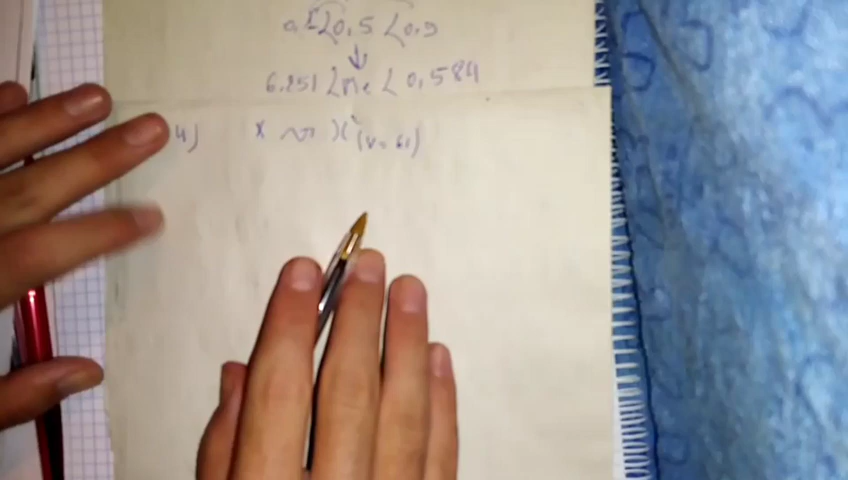 0,5 < 0,9
↓
6.251 < me < 0,584
4) X ~> χ² (v = 61)